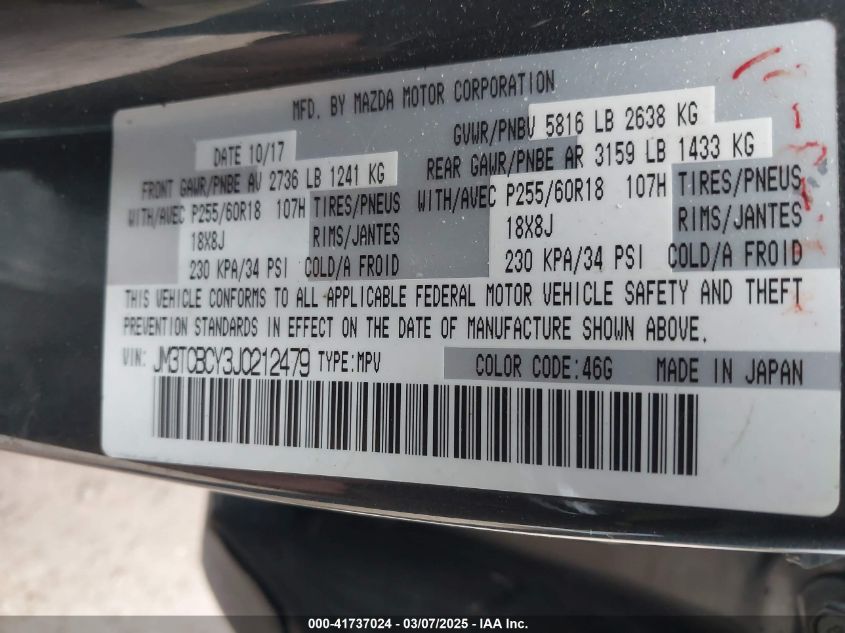 MFD. BY MAZDA MOTOR CORPORATION
DATE 10/17
GVWR/PNBV 5816 LB 2638 KG
FRONT GAWR/PNBE AV 2736 LB 1241 KG
REAR GAWR/PNBE AR 3159 LB 1433 KG
WITH/AVEC P255/60R18 107H TIRES/PNEUS WITH/AVEC P255/60R18 107H TIRES/PNEUS
18X8J RIMS/JANTES 18X8J RIMS/JANTES
230 KPA/34 PSI COLD/A FROID 230 KPA/34 PSI COLD/A FROID
THIS VEHICLE CONFORMS TO ALL APPLICABLE FEDERAL MOTOR VEHICLE SAFETY AND THEFT
PREVENTION STANDARDS IN EFFECT ON THE DATE OF MANUFACTURE SHOWN ABOVE.
VIN: JM3TCBCY3J0212479 TYPE:MPV COLOR CODE:46G MADE IN JAPAN
000-41737024 — 03/07/2025 — IAA Inc.